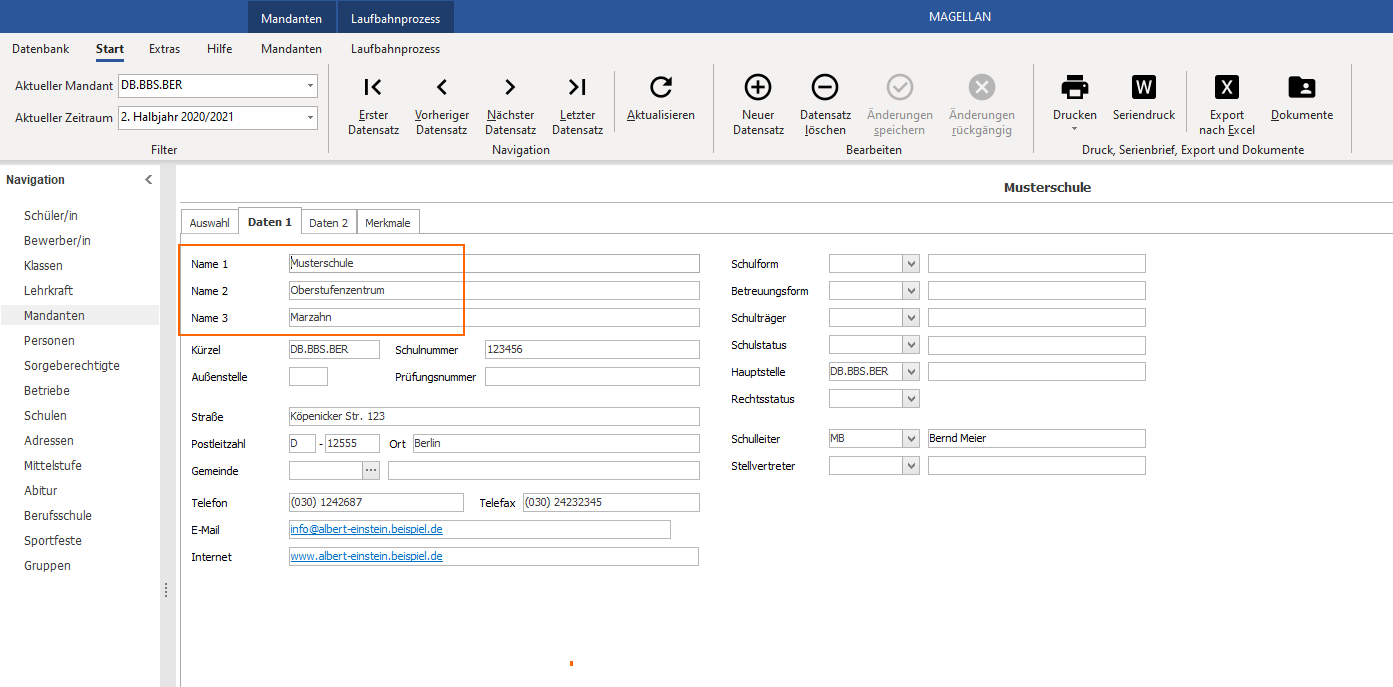 Mandanten Laufbahnprozess MAGELLAN
Datenbank Start Extras Hilfe Mandanten Laufbahnprozess
Aktueller Mandant DB.BBS.BER
Aktueller Zeitraum 2. Halbjahr 2020/2021
Filter
Erster Datensatz
Vorheriger Datensatz
Nächster Datensatz
Letzter Datensatz
Aktualisieren
Navigation
Neuer Datensatz
Datensatz löschen
Änderungen speichern
Änderungen rückgängig
Bearbeiten
Drucken
W
Seriendruck
X
Export nach Excel
Dokumente
Druck, Serienbrief, Export und Dokumente
Navigation
Schüler/in
Bewerber/in
Klassen
Lehrkraft
Mandanten
Personen
Sorgeberechtigte
Betriebe
Schulen
Adressen
Mittelstufe
Abitur
Berufsschule
Sportfeste
Gruppen
Musterschule
Auswahl Daten 1 Daten 2 Merkmale
Name 1 Musterschule
Name 2 Oberstufenzentrum
Name 3 Marzahn
Kürzel DB.BBS.BER Schulnummer 123456
Außenstelle Prüfungsnummer
Straße Köpenicker Str. 123
Postleitzahl D - 12555 Ort Berlin
Gemeinde ...
Telefon (030) 1242687 Telefax (030) 24232345
E-Mail info@albert-einstein.beispiel.de
Internet www.albert-einstein.beispiel.de
Schulform
Betreuungsform
Schulträger
Schulstatus
Hauptstelle DB.BBS.BER
Rechtsstatus
Schulleiter MB Bernd Meier
Stellvertreter